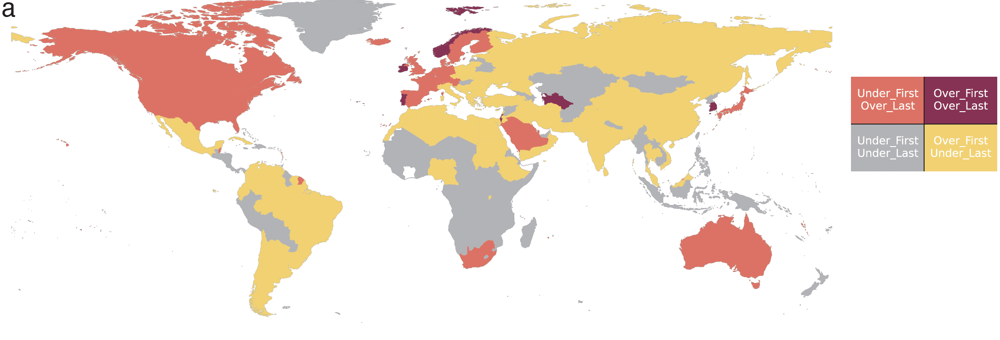 a
Under_First
Over_Last
Over_First
Over_Last
Under_First
Under_Last
Over_First
Under_Last